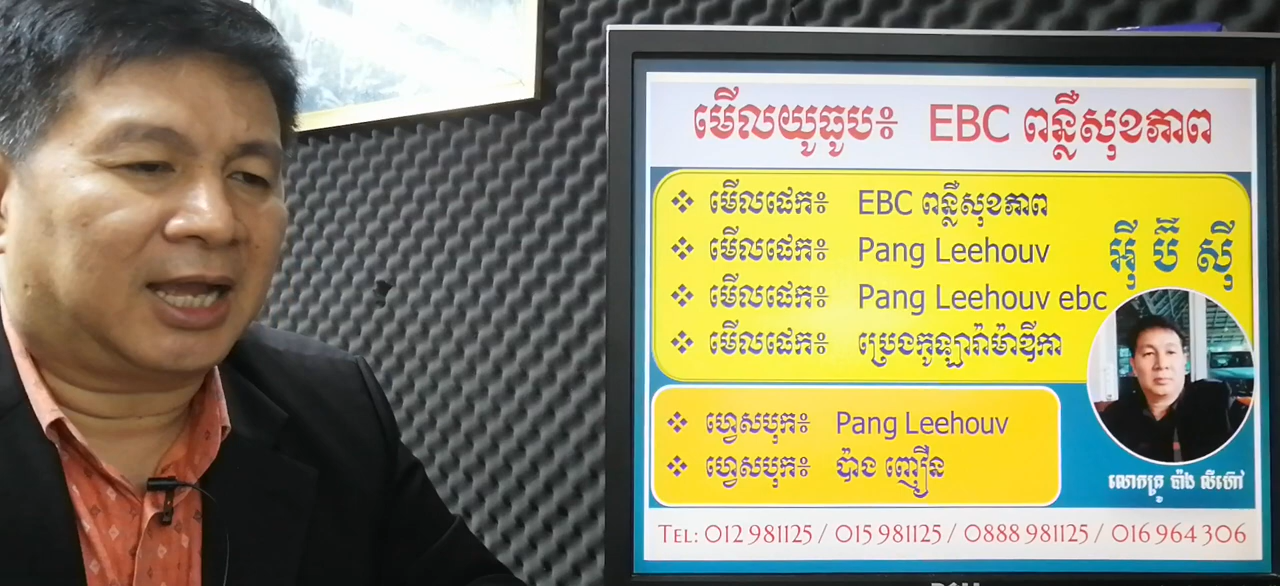 មើលយូធូប៖ EBC ពន្លឺសុខភាព
❖ មើលផេក៖ EBC ពន្លឺសុខភាព
❖ មើលផេក៖ Pang Leehouv
❖ មើលផេក៖ Pang Leehouv ebc
❖ មើលផេក៖ ប្រេងកូឡារ៉ាម៉ាឌីកា
អ៊ី ប៊ី ស៊ី
❖ ហ្វេសបុក៖ Pang Leehouv
❖ ហ្វេសបុក៖ ប៉ាង ញឿន
លោកគ្រូ ប៉ាង លីហ៊ៅ
TEL: 012 981125 / 015 981125 / 0888 981125 / 016 964 306